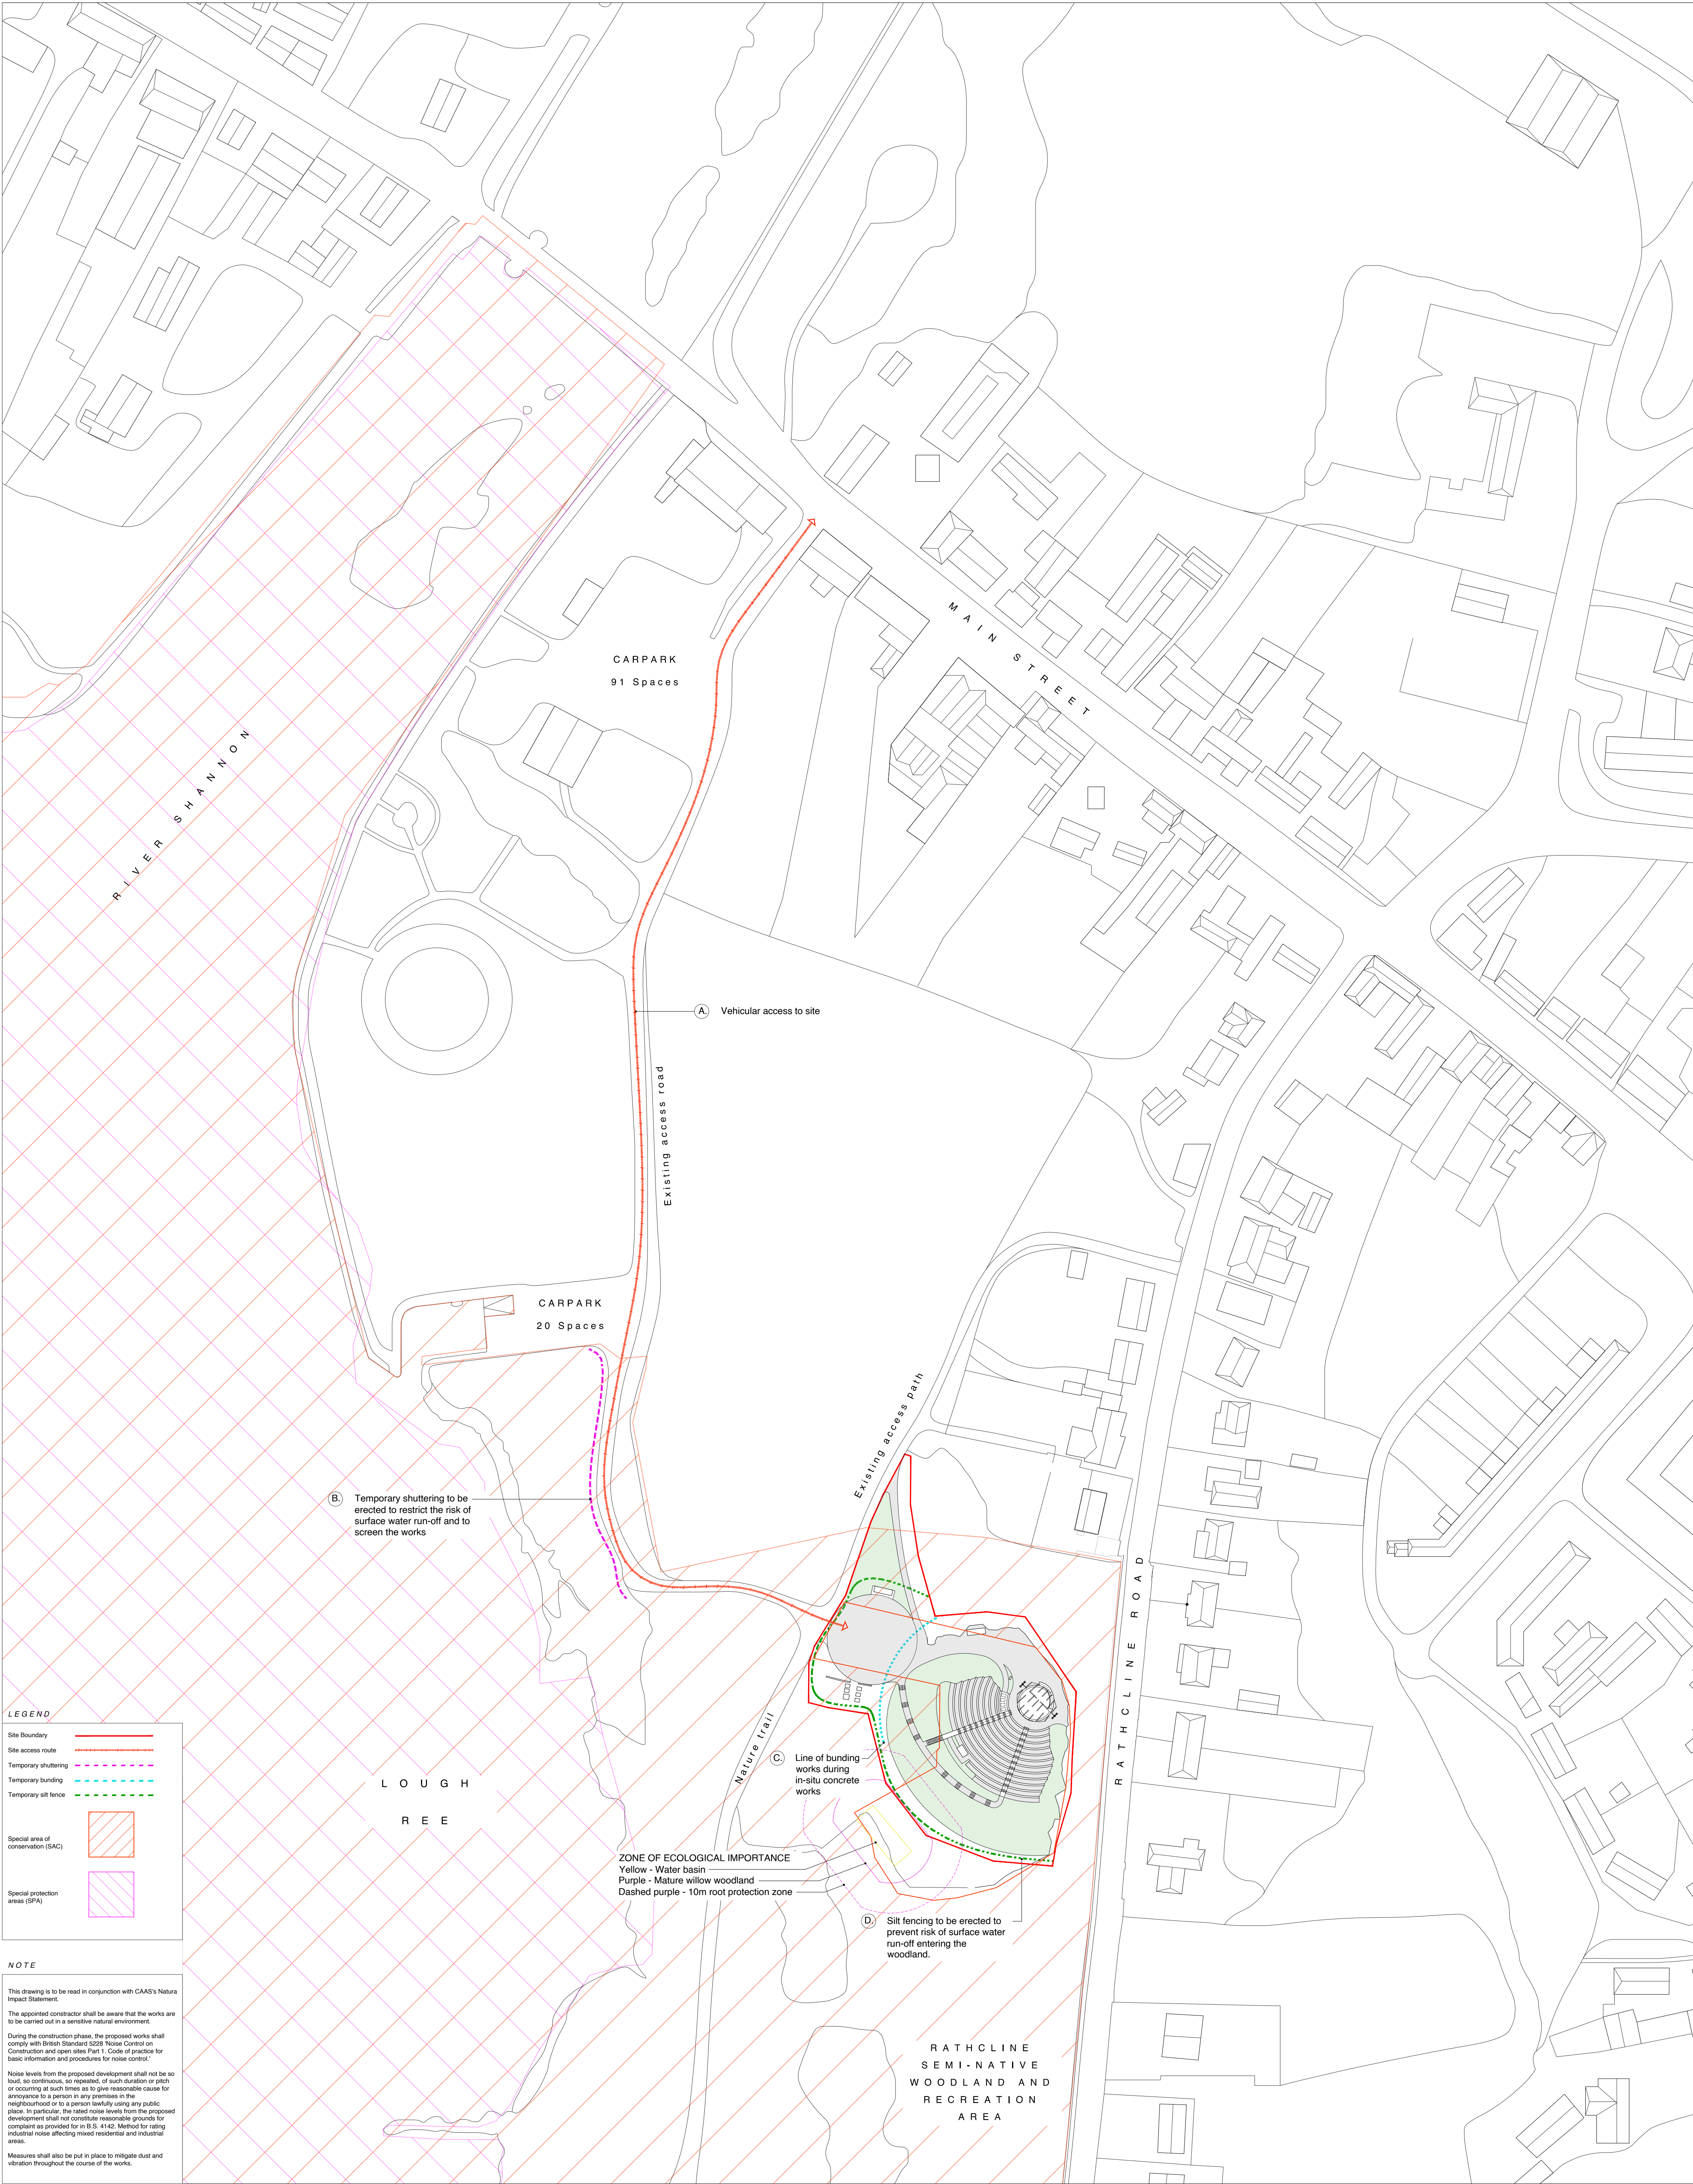 CARPARK
91 Spaces
MAIN STREET
RIVER SHANNON
A. Vehicular access to site
Existing access road
CARPARK
20 Spaces
Existing access path
B. Temporary shuttering to be
erected to restrict the risk of
surface water run-off and to
screen the works
RATHCLINE ROAD
Nature trail
C. Line of bunding
works during
in-situ concrete
works
LOUGH
REE
ZONE OF ECOLOGICAL IMPORTANCE
Yellow - Water basin
Purple - Mature willow woodland
Dashed purple - 10m root protection zone
D. Silt fencing to be erected to
prevent risk of surface water
run-off entering the
woodland.
RATHCLINE
SEMI-NATIVE
WOODLAND AND
RECREATION
AREA
LEGEND
Site Boundary
Site access route
Temporary shuttering
Temporary bunding
Temporary silt fence
Special area of
conservation (SAC)
Special protection
areas (SPA)
NOTE
This drawing is to be read in conjunction with CAAS's Natura
Impact Statement.
The appointed constractor shall be aware that the works are
to be carried out in a sensitive natural environment.
During the construction phase, the proposed works shall
comply with British Standard 5228 'Noise Control on
Construction and open sites Part 1. Code of practice for
basic information and procedures for noise control.'
Noise levels from the proposed development shall not be so
loud, so continuous, so repeated, of such duration or pitch
or occurring at such times as to give reasonable cause for
annoyance to a person in any premises in the
neighbourhood or to a person lawfully using any public
place. In particular, the rated noise levels from the proposed
development shall not constitute reasonable grounds for
complaint as provided for in B.S. 4142. Method for rating
industrial noise affecting mixed residential and industrial
areas.
Measures shall also be put in place to mitigate dust and
vibration throughout the course of the works.